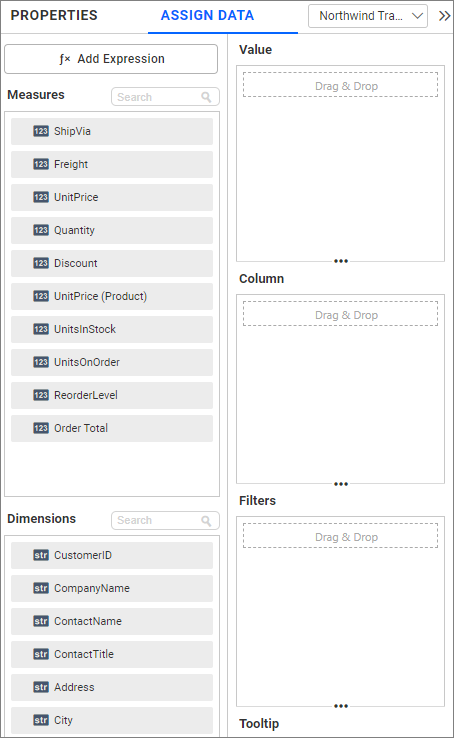 PROPERTIES
ASSIGN DATA
Northwind Tra...
ƒx Add Expression
Measures
Search
123 ShipVia
123 Freight
123 UnitPrice
123 Quantity
123 Discount
123 UnitPrice (Product)
123 UnitsInStock
123 UnitsOnOrder
123 ReorderLevel
123 Order Total
Dimensions
Search
str CustomerID
str CompanyName
str ContactName
str ContactTitle
str Address
str City
Value
Drag & Drop
Column
Drag & Drop
Filters
Drag & Drop
Tooltip